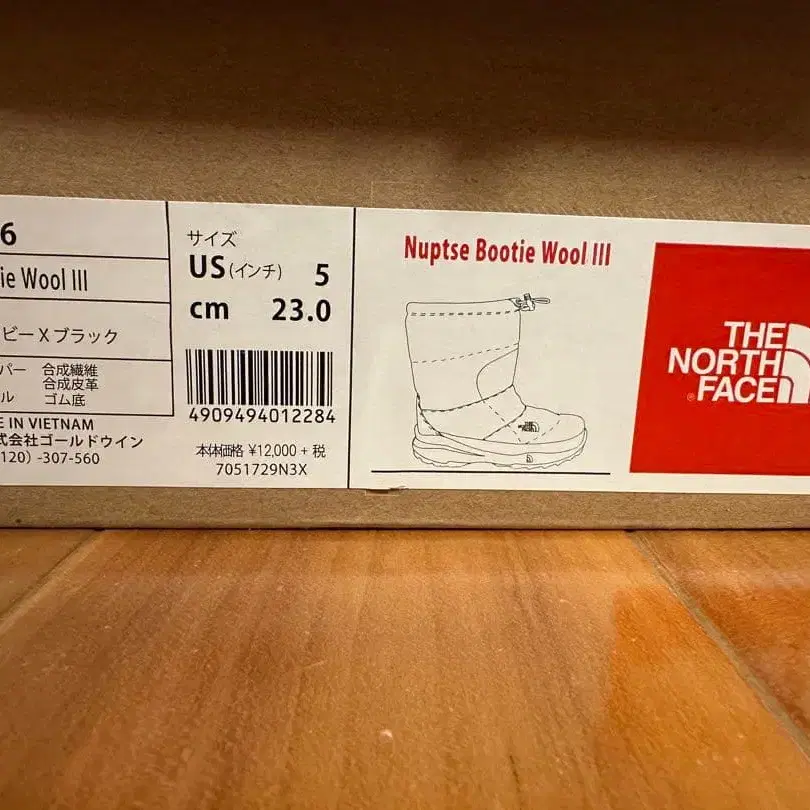 6
ie Wool III
ビー X ブラック
パー 合成繊維
合成皮革
ル ゴム底
E IN VIETNAM
式会社ゴールドウイン
120) -307-560
サイズ
US (インチ) 5
cm 23.0
4909494012284
本体価格 ¥12,000 + 税
7051729N3X
Nuptse Bootie Wool III
THE
NORTH
FACE
®